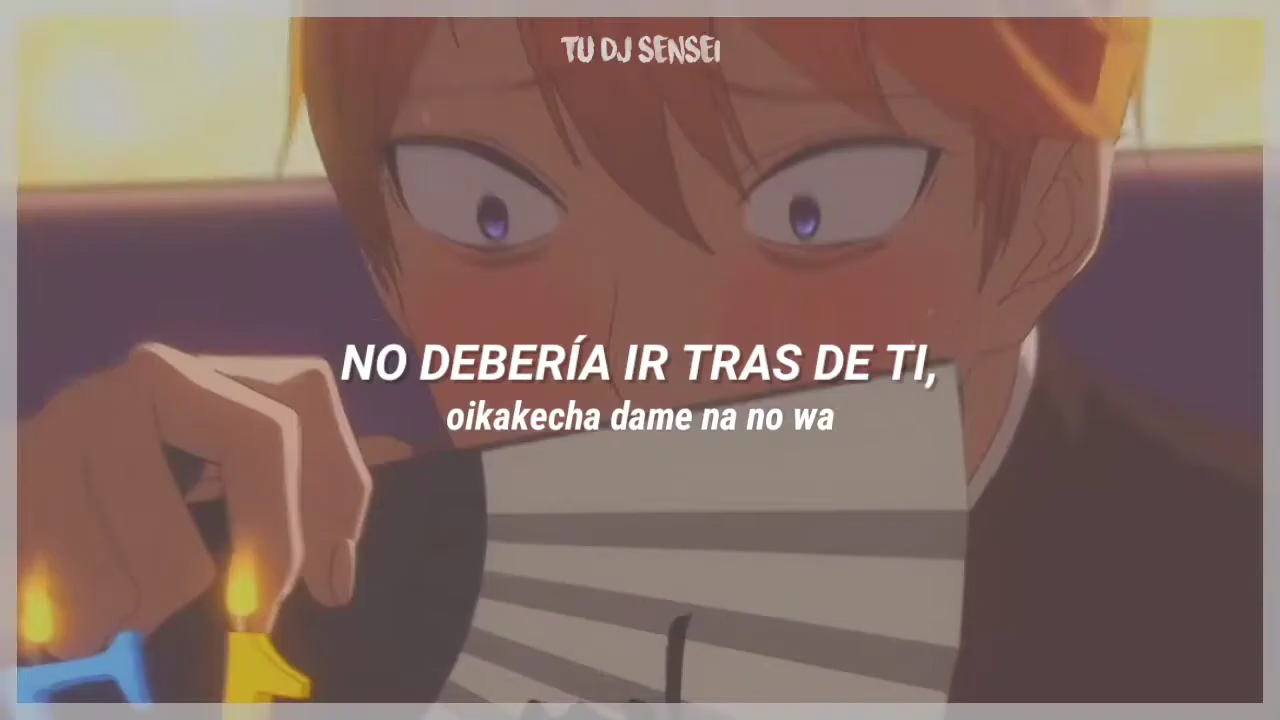 TU DJ SENSEI
NO DEBERÍA IR TRAS DE TI,
oikakecha dame na no wa